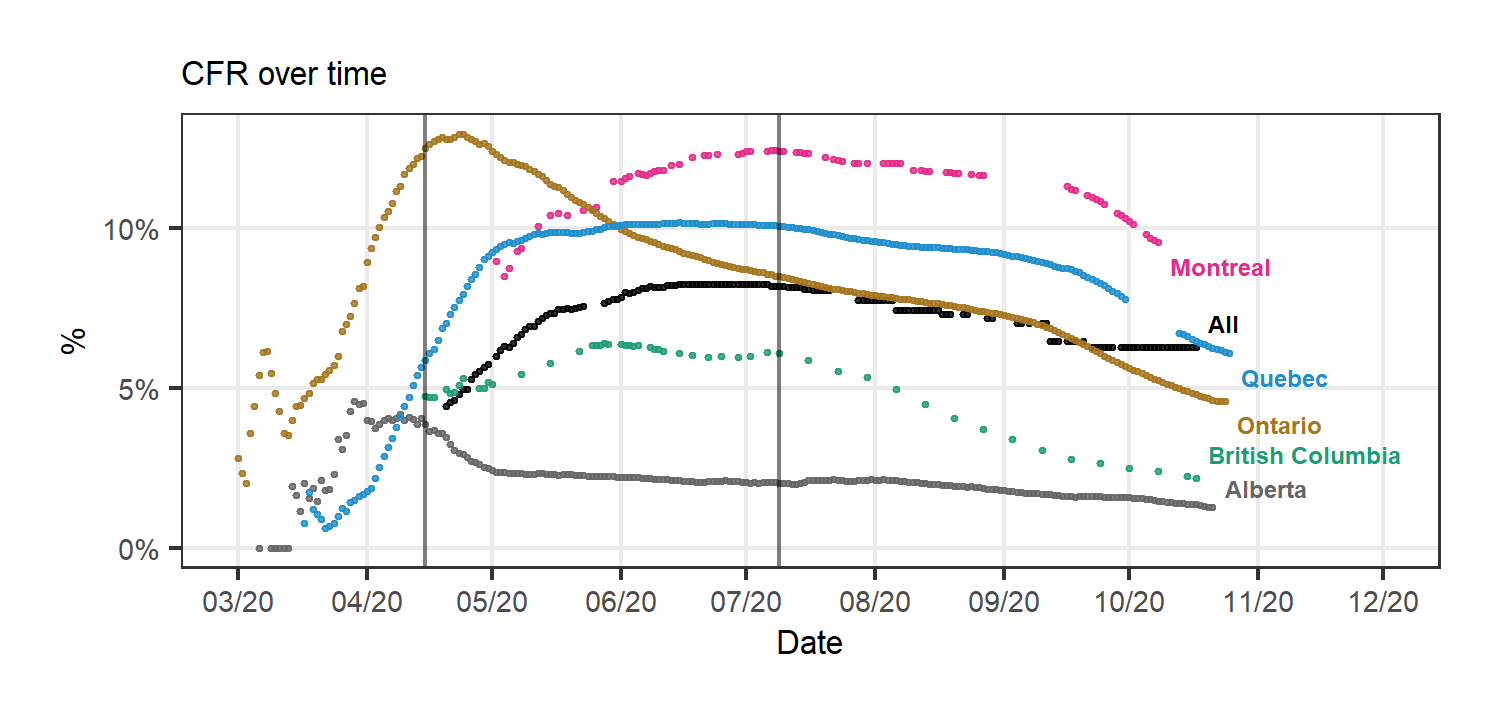 CFR over time
%
10%
5%
0%
Montreal
All
Quebec
Ontario
British Columbia
Alberta
03/20 04/20 05/20 06/20 07/20 08/20 09/20 10/20 11/20 12/20
Date